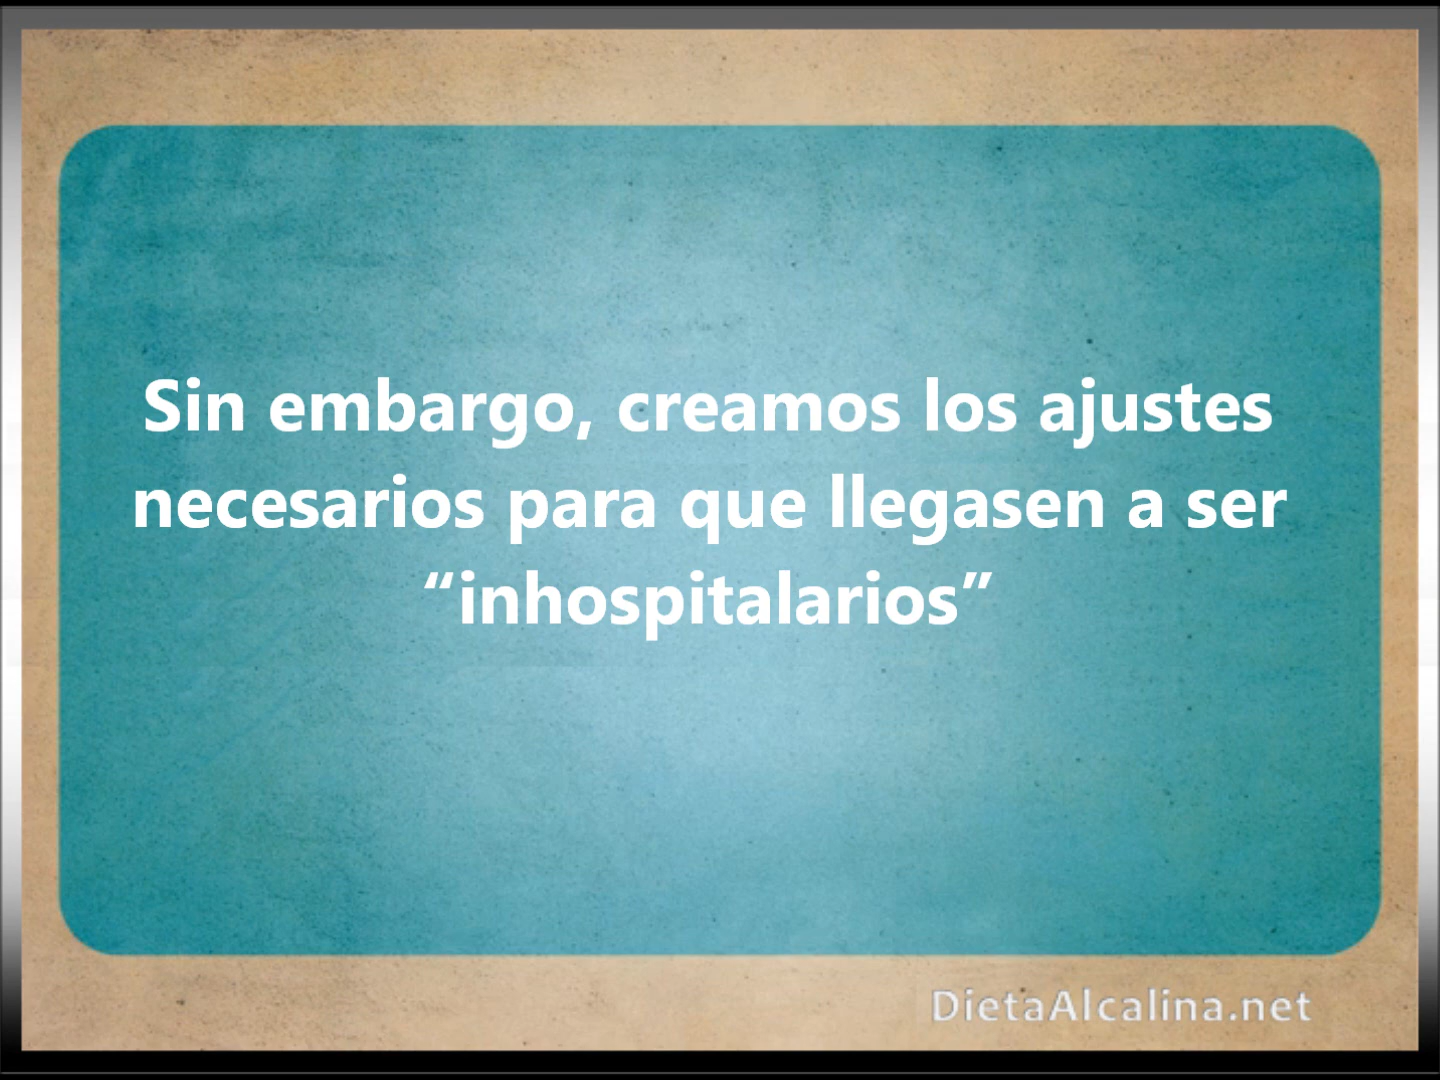 Sin embargo, creamos los ajustes
necesarios para que llegasen a ser
“inhospitalarios”
DietaAlcalina.net